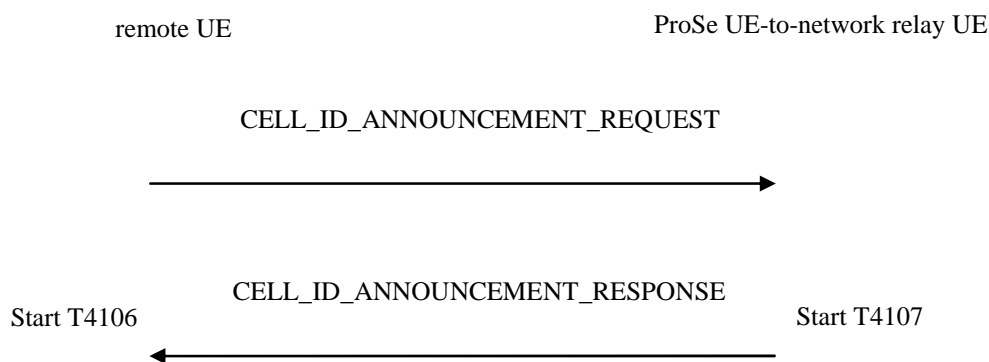 remote UE
ProSe UE-to-network relay UE
CELL_ID_ANNOUNCEMENT_REQUEST
CELL_ID_ANNOUNCEMENT_RESPONSE
Start T4106
Start T4107